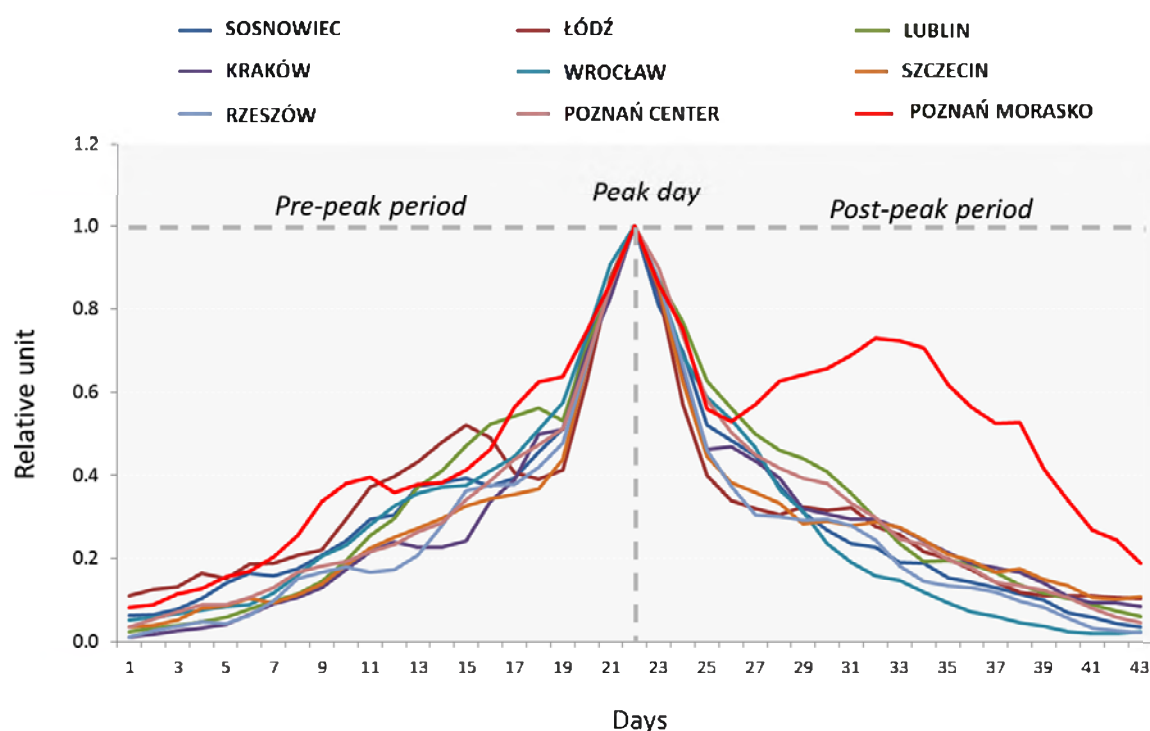 SOSNOWIEC ŁÓDŹ LUBLIN
KRAKÓW WROCŁAW SZCZECIN
RZESZÓW POZNAŃ CENTER POZNAŃ MORASKO
1.2
Pre-peak period Peak day Post-peak period
1.0
0.8
0.6
0.4
0.2
0.0
Relative unit
1 3 5 7 9 11 13 15 17 19 21 23 25 27 29 31 33 35 37 39 41 43
Days